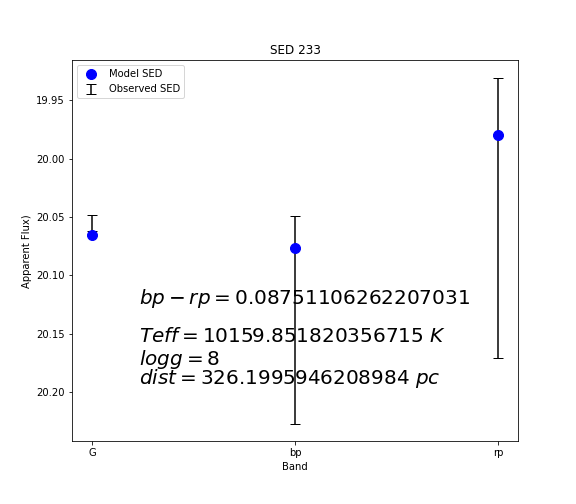 SED 233
Model SED
Observed SED
19.95
20.00
20.05
20.10
20.15
20.20
Apparent Flux)
bp − rp = 0.08751106262207031
Teff = 10159.851820356715 K
logg = 8
dist = 326.1995946208984 pc
G bp rp
Band